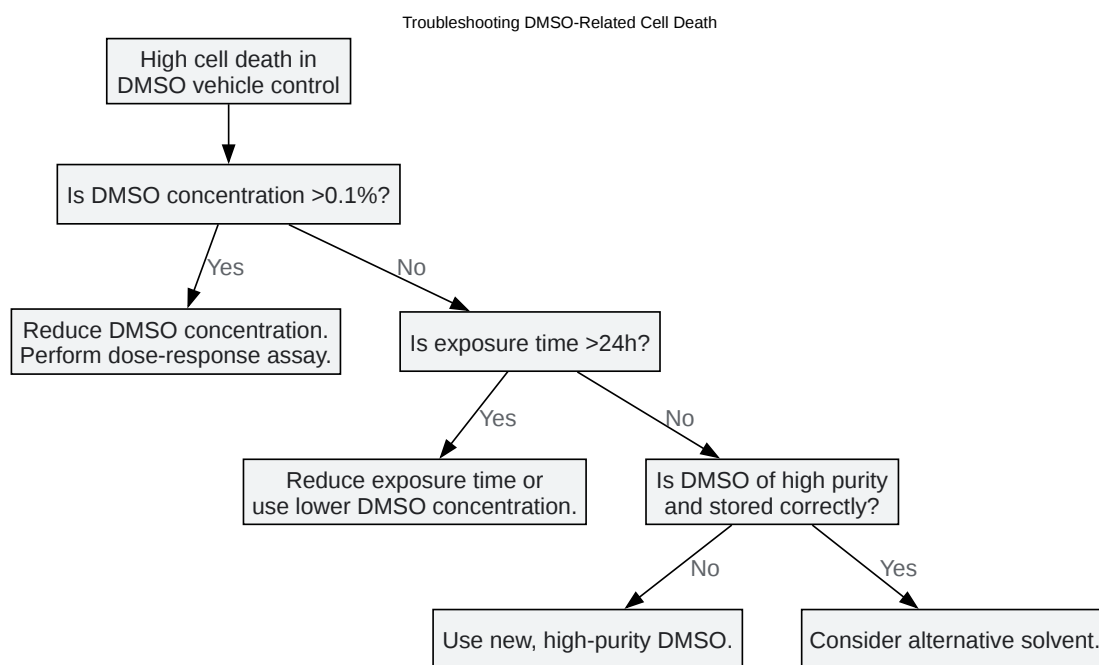 Troubleshooting DMSO-Related Cell Death
High cell death in
DMSO vehicle control
Is DMSO concentration >0.1%?
Yes
No
Reduce DMSO concentration.
Perform dose-response assay.
Is exposure time >24h?
Yes
No
Reduce exposure time or
use lower DMSO concentration.
Is DMSO of high purity
and stored correctly?
No
Yes
Use new, high-purity DMSO.
Consider alternative solvent.